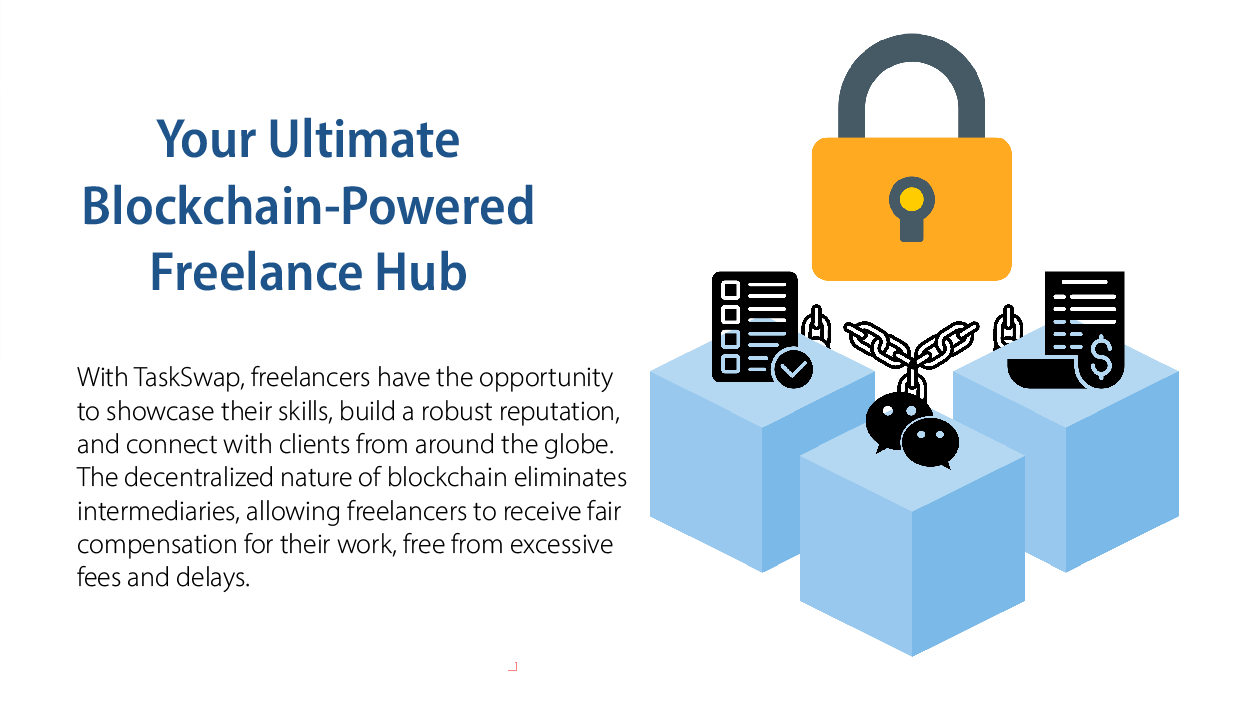 Your Ultimate
Blockchain-Powered
Freelance Hub
With TaskSwap, freelancers have the opportunity
to showcase their skills, build a robust reputation,
and connect with clients from around the globe.
The decentralized nature of blockchain eliminates
intermediaries, allowing freelancers to receive fair
compensation for their work, free from excessive
fees and delays.
$